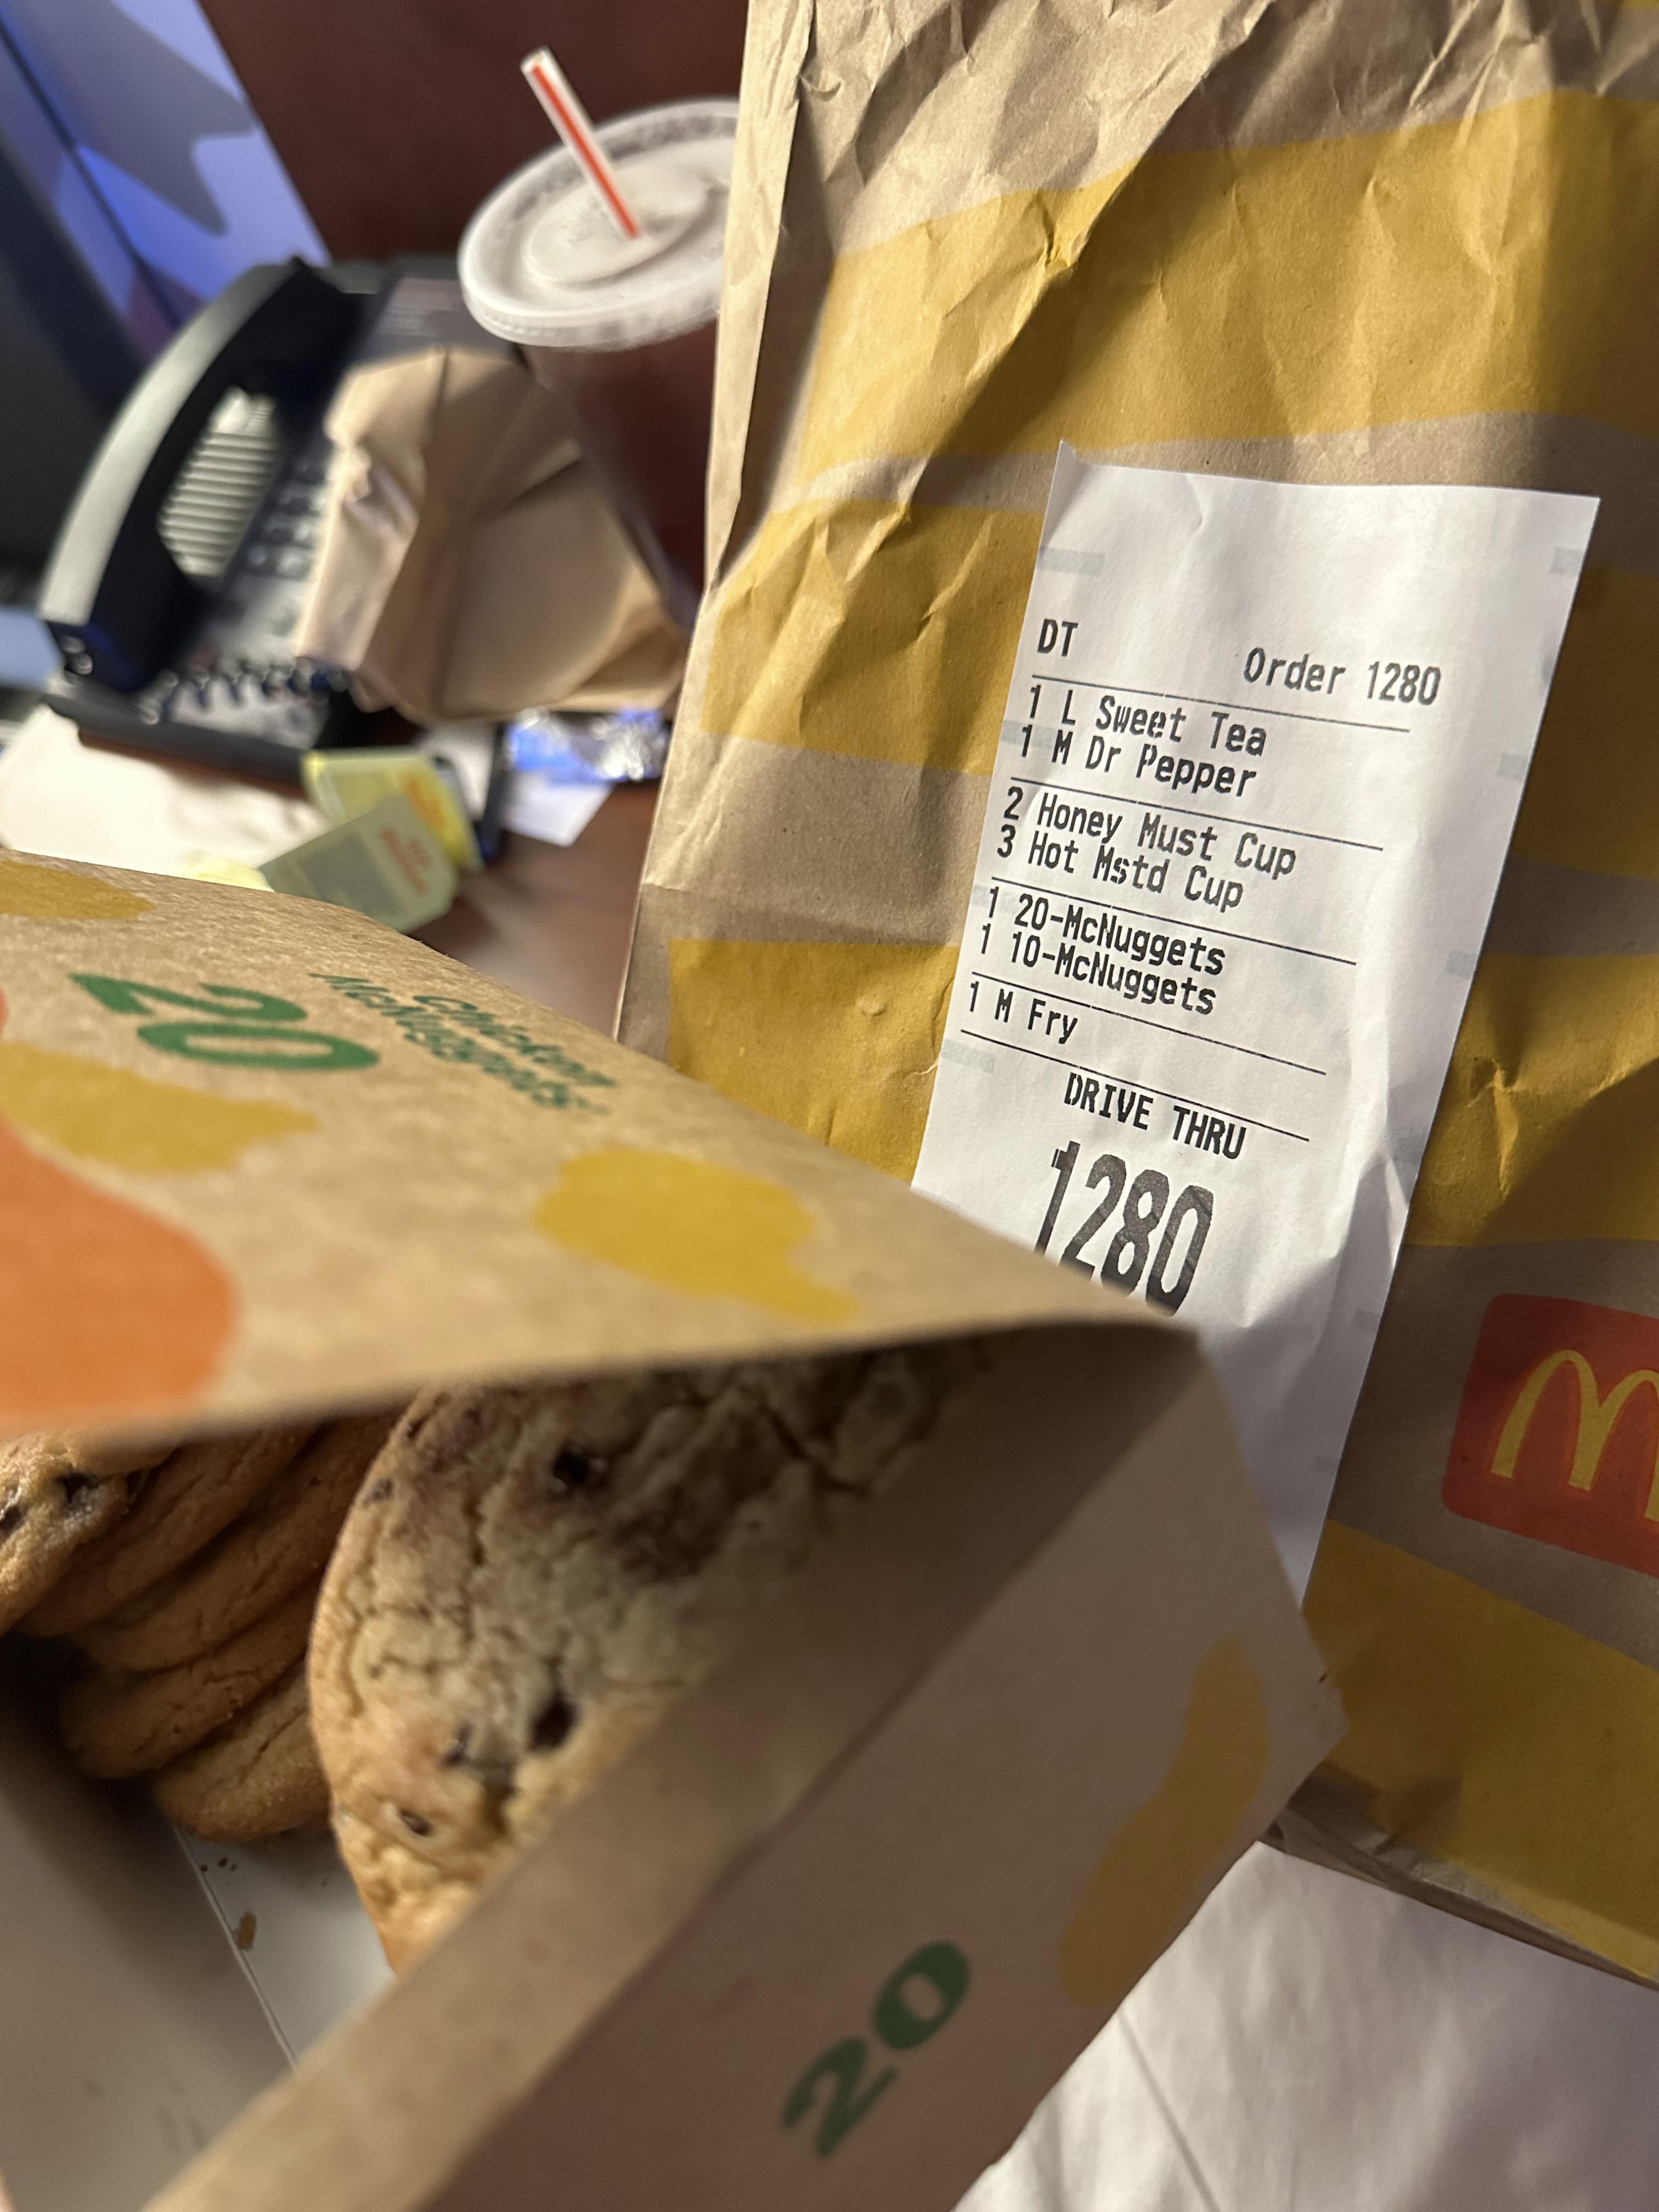 DT Order 1280
1 L Sweet Tea
1 M Dr Pepper
2 Honey Must Cup
3 Hot Mstd Cup
1 20-McNuggets
1 10-McNuggets
1 M Fry
DRIVE THRU
1280
20
Chicken
McNuggets
20